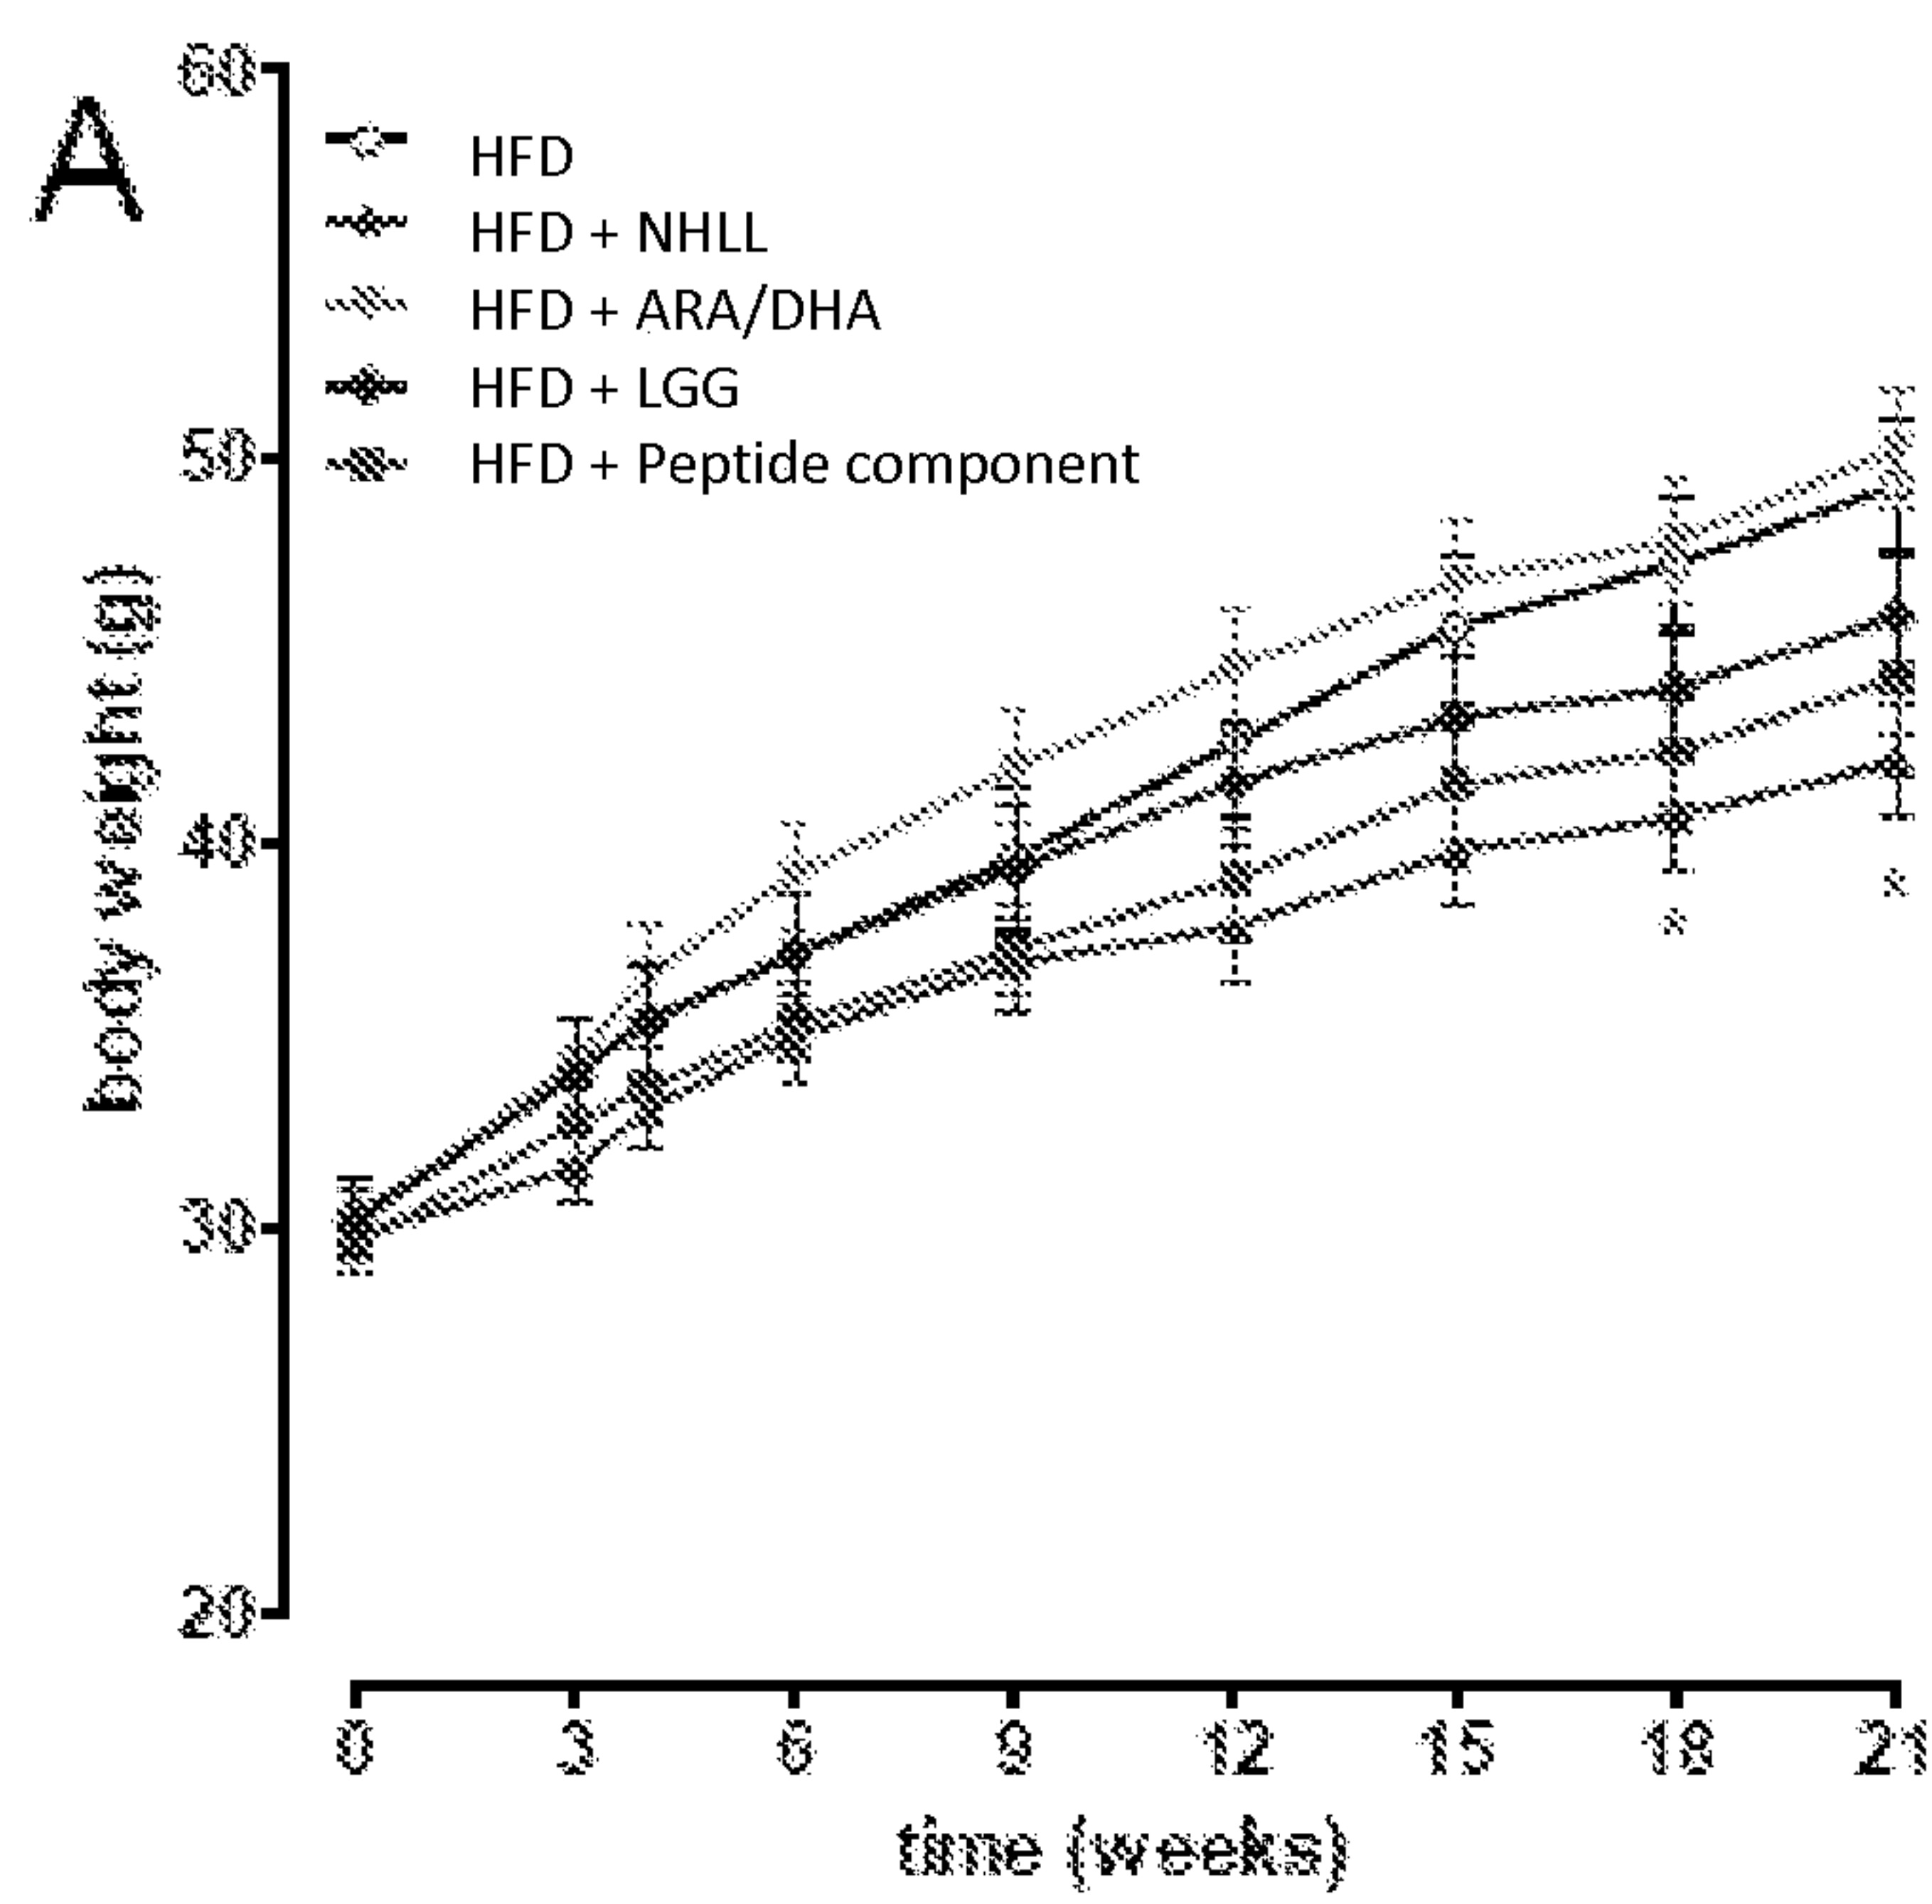 A
60
HFD
HFD + NHLL
HFD + ARA/DHA
HFD + LGG
50
HFD + Peptide component
body weight (g)
40
30
20
0 3 6 9 12 15 18 21
time (weeks)